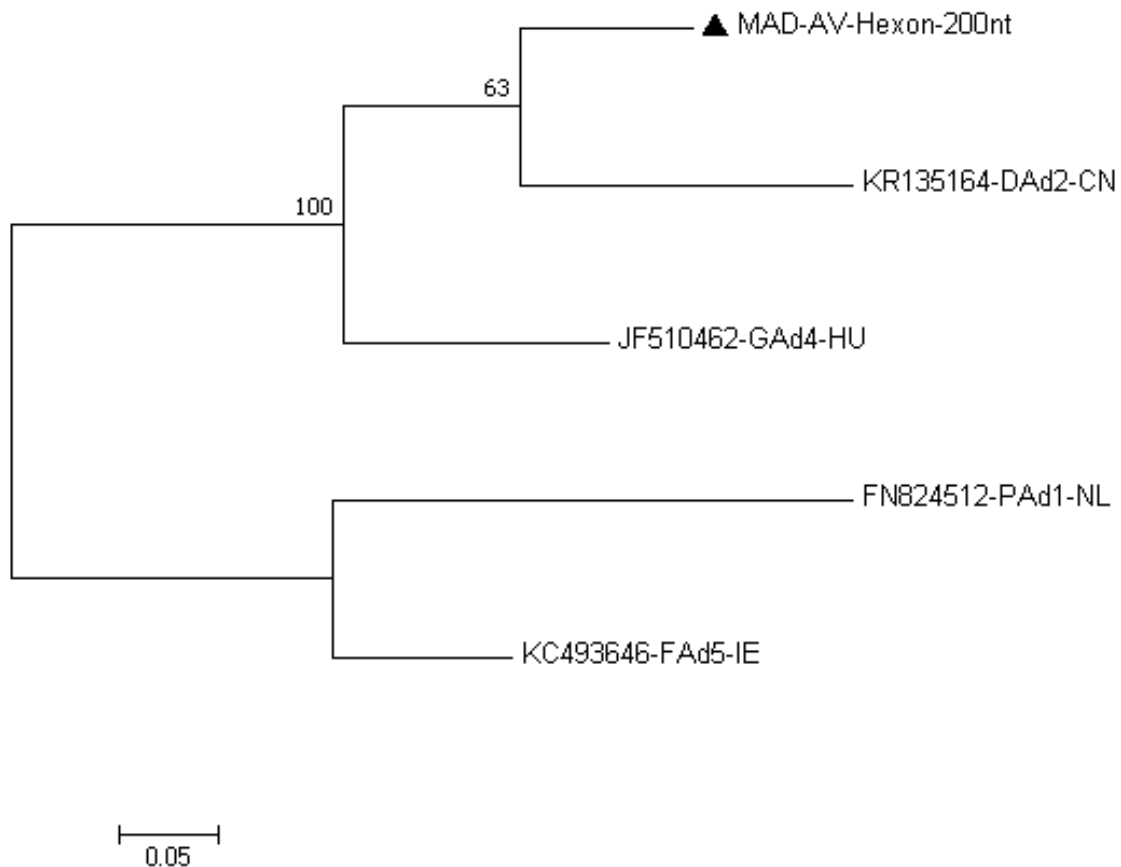 MAD-AV-Hexon-200nt
63
KR135164-DAd2-CN
100
JF510462-GAd4-HU
FN824512-PAd1-NL
KC493646-FAd5-IE
0.05